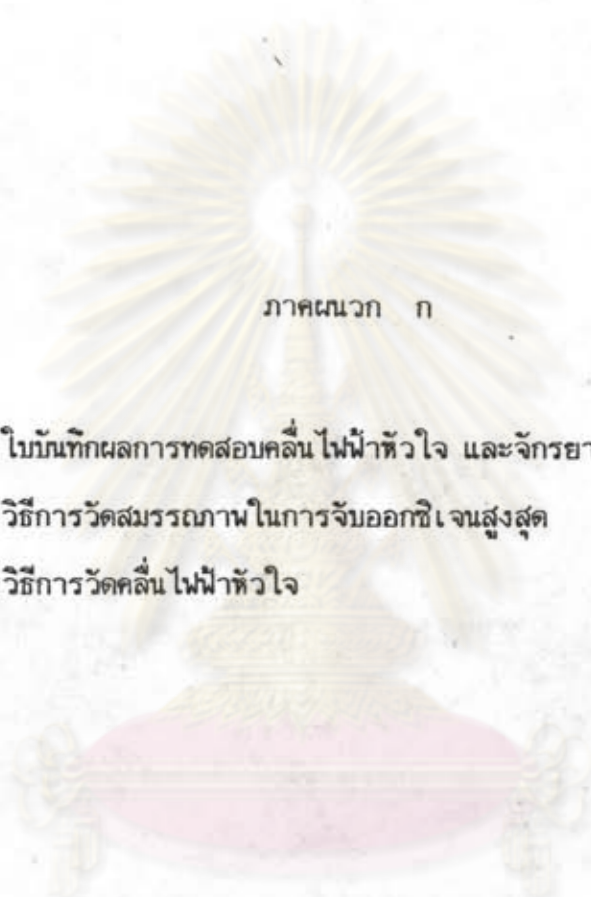 ภาคผนวก ก
ใบบันทึกผลการทดสอบคลื่นไฟฟ้าหัวใจ และจักรยา
วิธีการวัดสมรรถภาพในการจับออกซิเจนสูงสุด
วิธีการวัดคลื่นไฟฟ้าหัวใจ